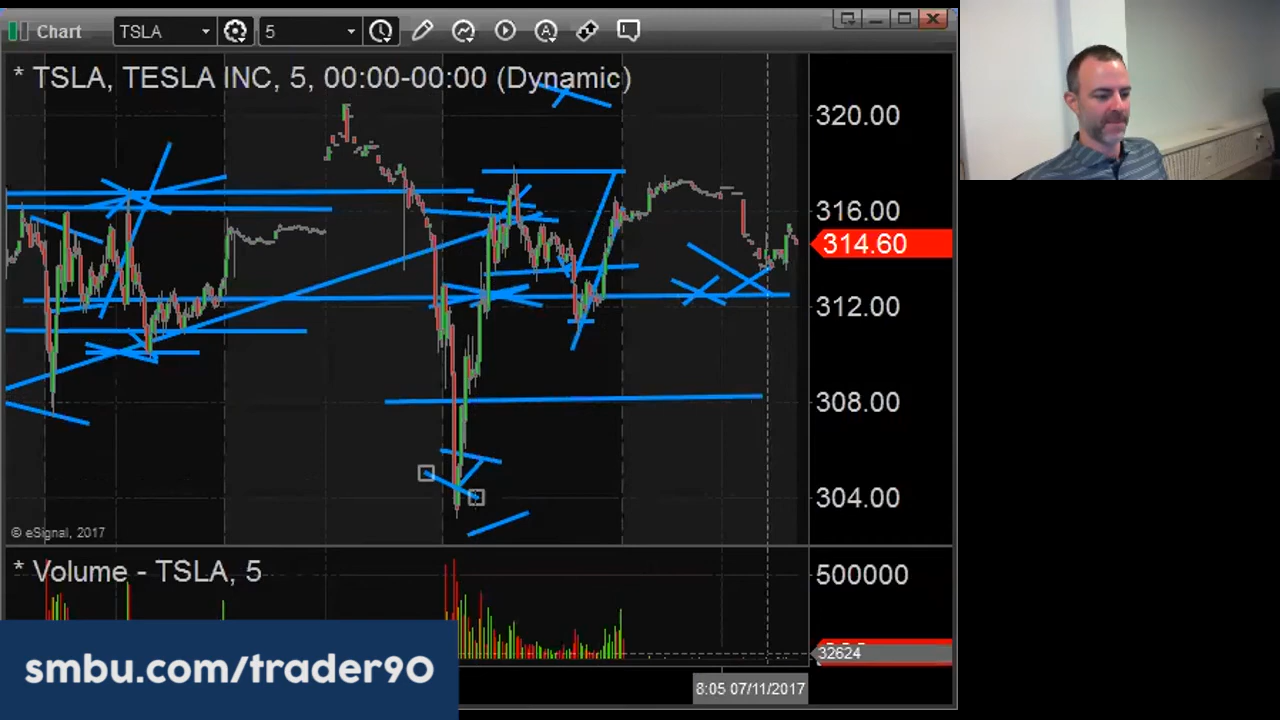 Chart
TSLA
5
* TSLA, TESLA INC, 5, 00:00-00:00 (Dynamic)
320.00
316.00
314.60
312.00
308.00
304.00
© eSignal, 2017
* Volume - TSLA, 5
500000
32624
smbu.com/trader90
8:05 07/11/2017